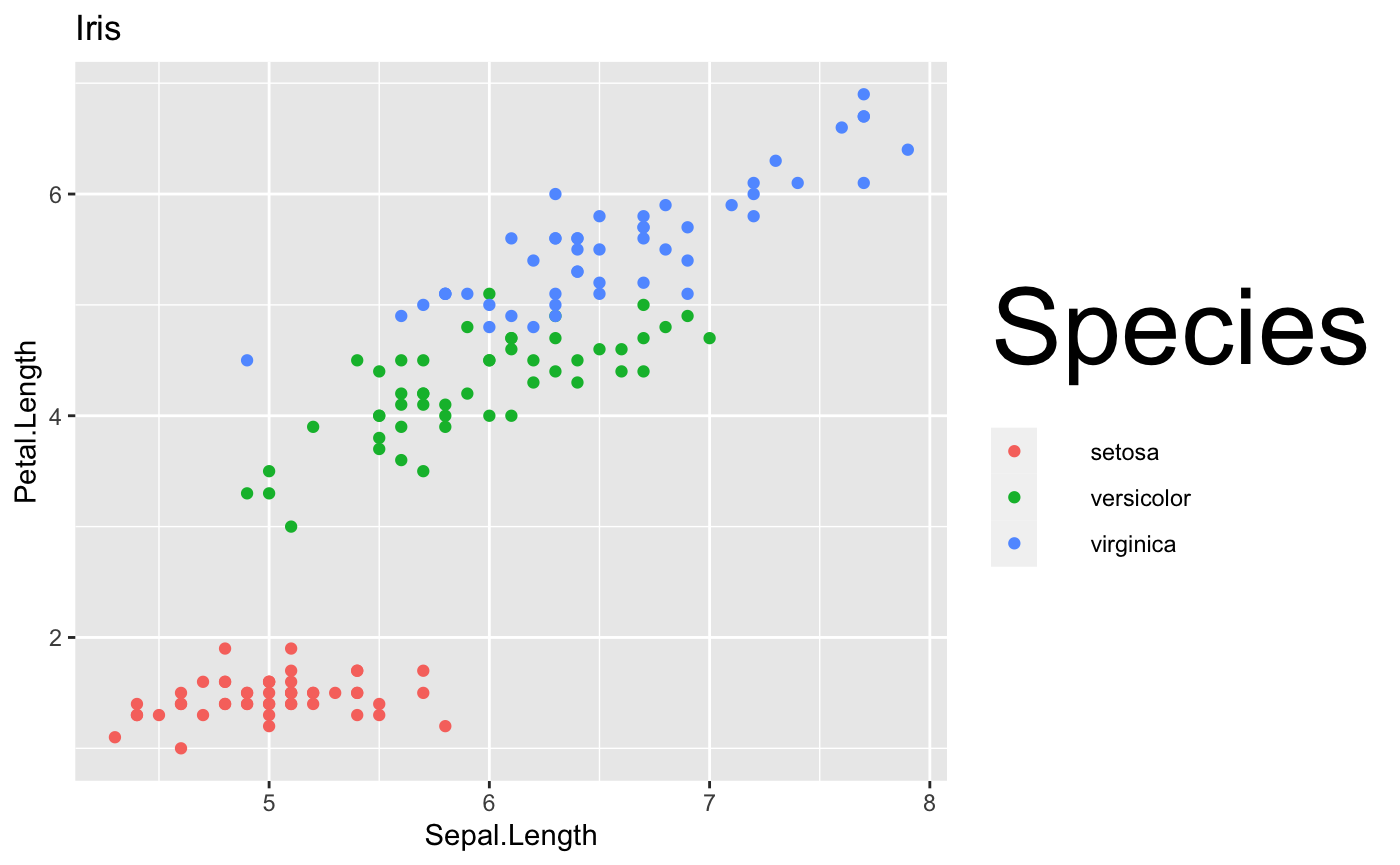 Iris
6
4
2
Petal.Length
5 6 7 8
Sepal.Length
Species
setosa
versicolor
virginica